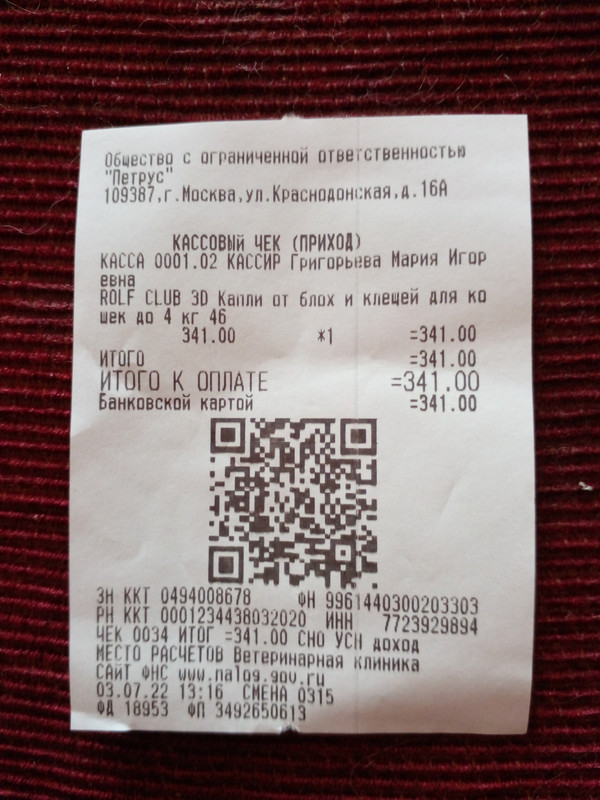 Общество с ограниченной ответственностью
"Петрус"
109387,г.Москва,ул.Краснодонская,д.16А
КАССОВЫЙ ЧЕК (ПРИХОД)
КАССА 0001.02 КАССИР Григорьева Мария Игор
евна
ROLF CLUB 3D Капли от блох и клещей для ко
шек до 4 кг 46
341.00 *1 =341.00
ИТОГО =341.00
ИТОГО К ОПЛАТЕ =341.00
Банковской картой =341.00
ЗН ККТ 0494008678 ФН 9961440300203303
РН ККТ 0001234438032020 ИНН 7723929894
ЧЕК 0034 ИТОГ =341.00 СНО УСН доход
МЕСТО РАСЧЕТОВ Ветеринарная клиника
САЙТ ФНС www.nalog.gov.ru
03.07.22 13:16 СМЕНА 0315
ФД 18953 ФП 3492650613